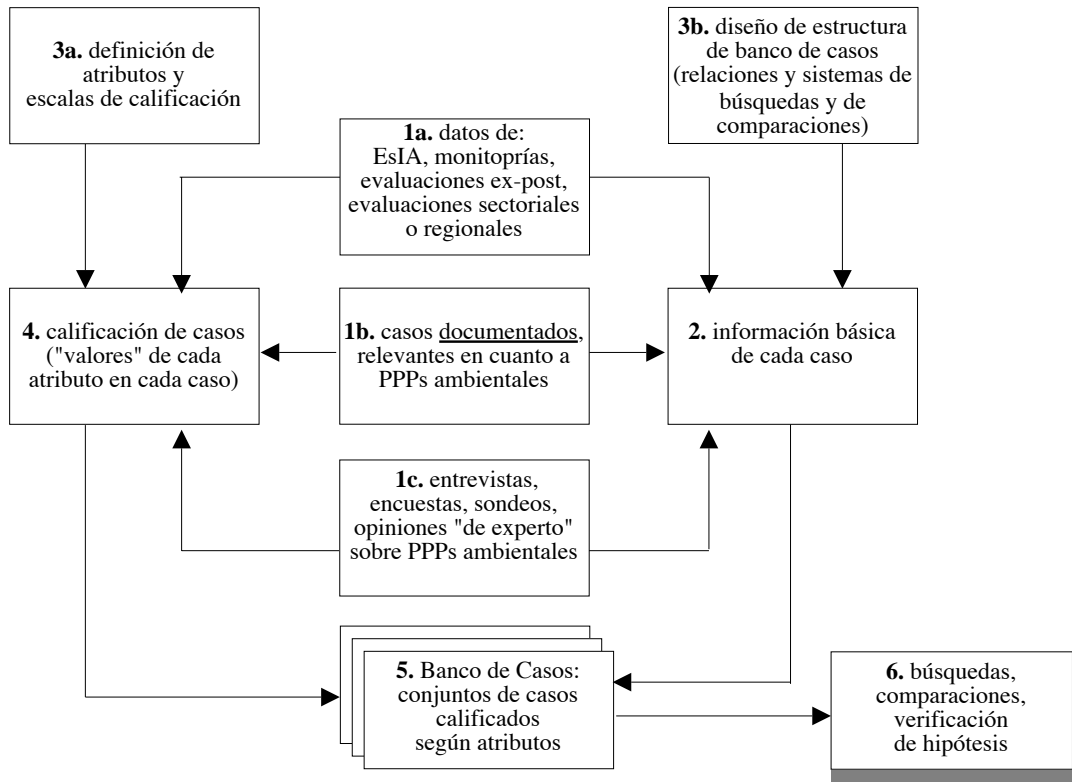 3a. definición de
atributos y
escalas de calificación
3b. diseño de estructura
de banco de casos
(relaciones y sistemas de
búsquedas y de
comparaciones)
1a. datos de:
EsIA, monitoprías,
evaluaciones ex-post,
evaluaciones sectoriales
o regionales
4. calificación de casos
("valores" de cada
atributo en cada caso)
1b. casos documentados,
relevantes en cuanto a
PPPs ambientales
2. información básica
de cada caso
1c. entrevistas,
encuestas, sondeos,
opiniones "de experto"
sobre PPPs ambientales
5. Banco de Casos:
conjuntos de casos
calificados
según atributos
6. búsquedas,
comparaciones,
verificación
de hipótesis